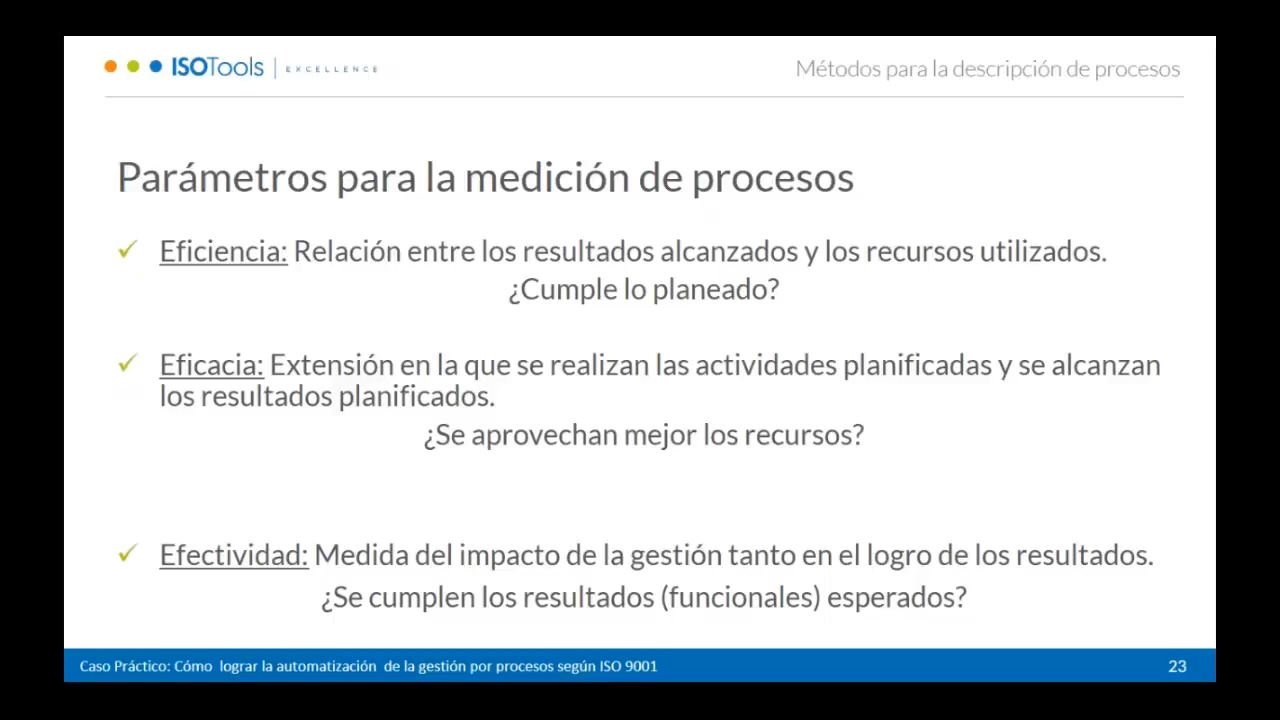 ISOTools | EXCELLENCE
Métodos para la descripción de procesos
Parámetros para la medición de procesos
Eficiencia: Relación entre los resultados alcanzados y los recursos utilizados.
¿Cumple lo planeado?
Eficacia: Extensión en la que se realizan las actividades planificadas y se alcanzan
los resultados planificados.
¿Se aprovechan mejor los recursos?
Efectividad: Medida del impacto de la gestión tanto en el logro de los resultados.
¿Se cumplen los resultados (funcionales) esperados?
Caso Práctico: Cómo lograr la automatización de la gestión por procesos según ISO 9001
23